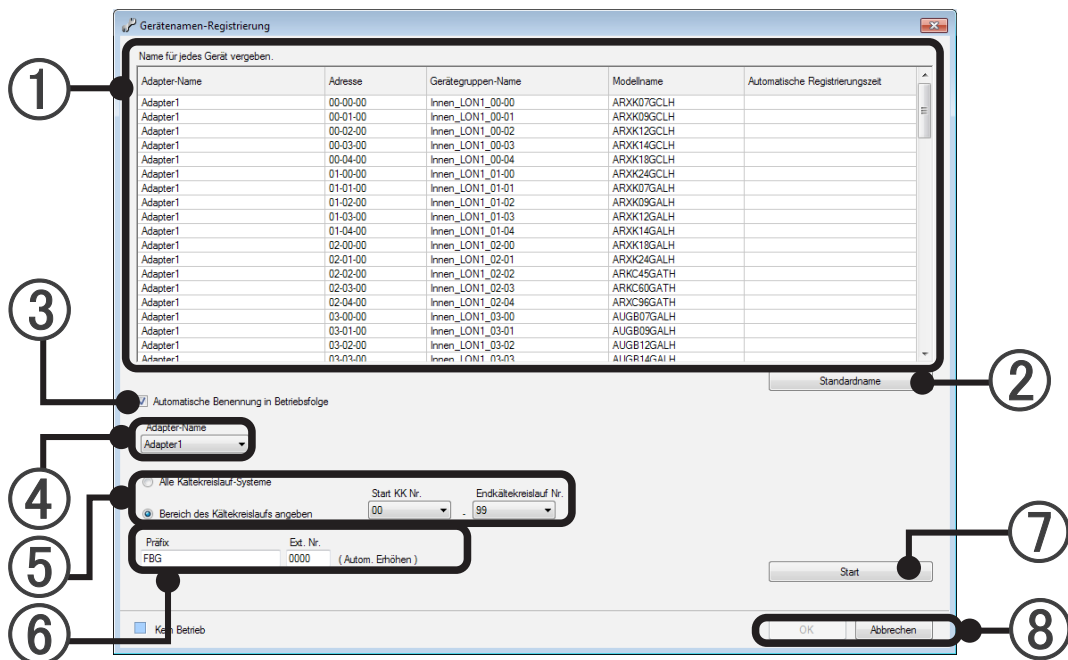 Gerätenamen-Registrierung
Name für jedes Gerät vergeben.
Adapter-Name Adresse Gerätegruppen-Name Modellname Automatische Registrierungszeit
Adapter1 00-00-00 Innen_LON1_00-00 ARXK07GCLH
Adapter1 00-01-00 Innen_LON1_00-01 ARXK09GCLH
Adapter1 00-02-00 Innen_LON1_00-02 ARXK12GCLH
Adapter1 00-03-00 Innen_LON1_00-03 ARXK14GCLH
Adapter1 00-04-00 Innen_LON1_00-04 ARXK18GCLH
Adapter1 01-00-00 Innen_LON1_01-00 ARXK24GCLH
Adapter1 01-01-00 Innen_LON1_01-01 ARXK07GALH
Adapter1 01-02-00 Innen_LON1_01-02 ARXK09GALH
Adapter1 01-03-00 Innen_LON1_01-03 ARXK12GALH
Adapter1 01-04-00 Innen_LON1_01-04 ARXK14GALH
Adapter1 02-00-00 Innen_LON1_02-00 ARXK18GALH
Adapter1 02-01-00 Innen_LON1_02-01 ARXK24GALH
Adapter1 02-02-00 Innen_LON1_02-02 ARKC45GATH
Adapter1 02-03-00 Innen_LON1_02-03 ARKC60GATH
Adapter1 02-04-00 Innen_LON1_02-04 ARXC96GATH
Adapter1 03-00-00 Innen_LON1_03-00 AUGB07GALH
Adapter1 03-01-00 Innen_LON1_03-01 AUGB09GALH
Adapter1 03-02-00 Innen_LON1_03-02 AUGB12GALH
Adapter1 03-03-00 Innen_LON1_03-03 AUGB14GALH
1
Standardname
2
3
Automatische Benennung in Betriebsfolge
Adapter-Name
Adapter1
4
Alle Kältekreislauf-Systeme
Start KK Nr. Endkältekreislauf Nr.
Bereich des Kältekreislaufs angeben 00 - 99
5
Präfix Ext. Nr.
FBG 0000 ( Autom. Erhöhen )
6
Start
7
Kein Betrieb
OK Abbrechen
8